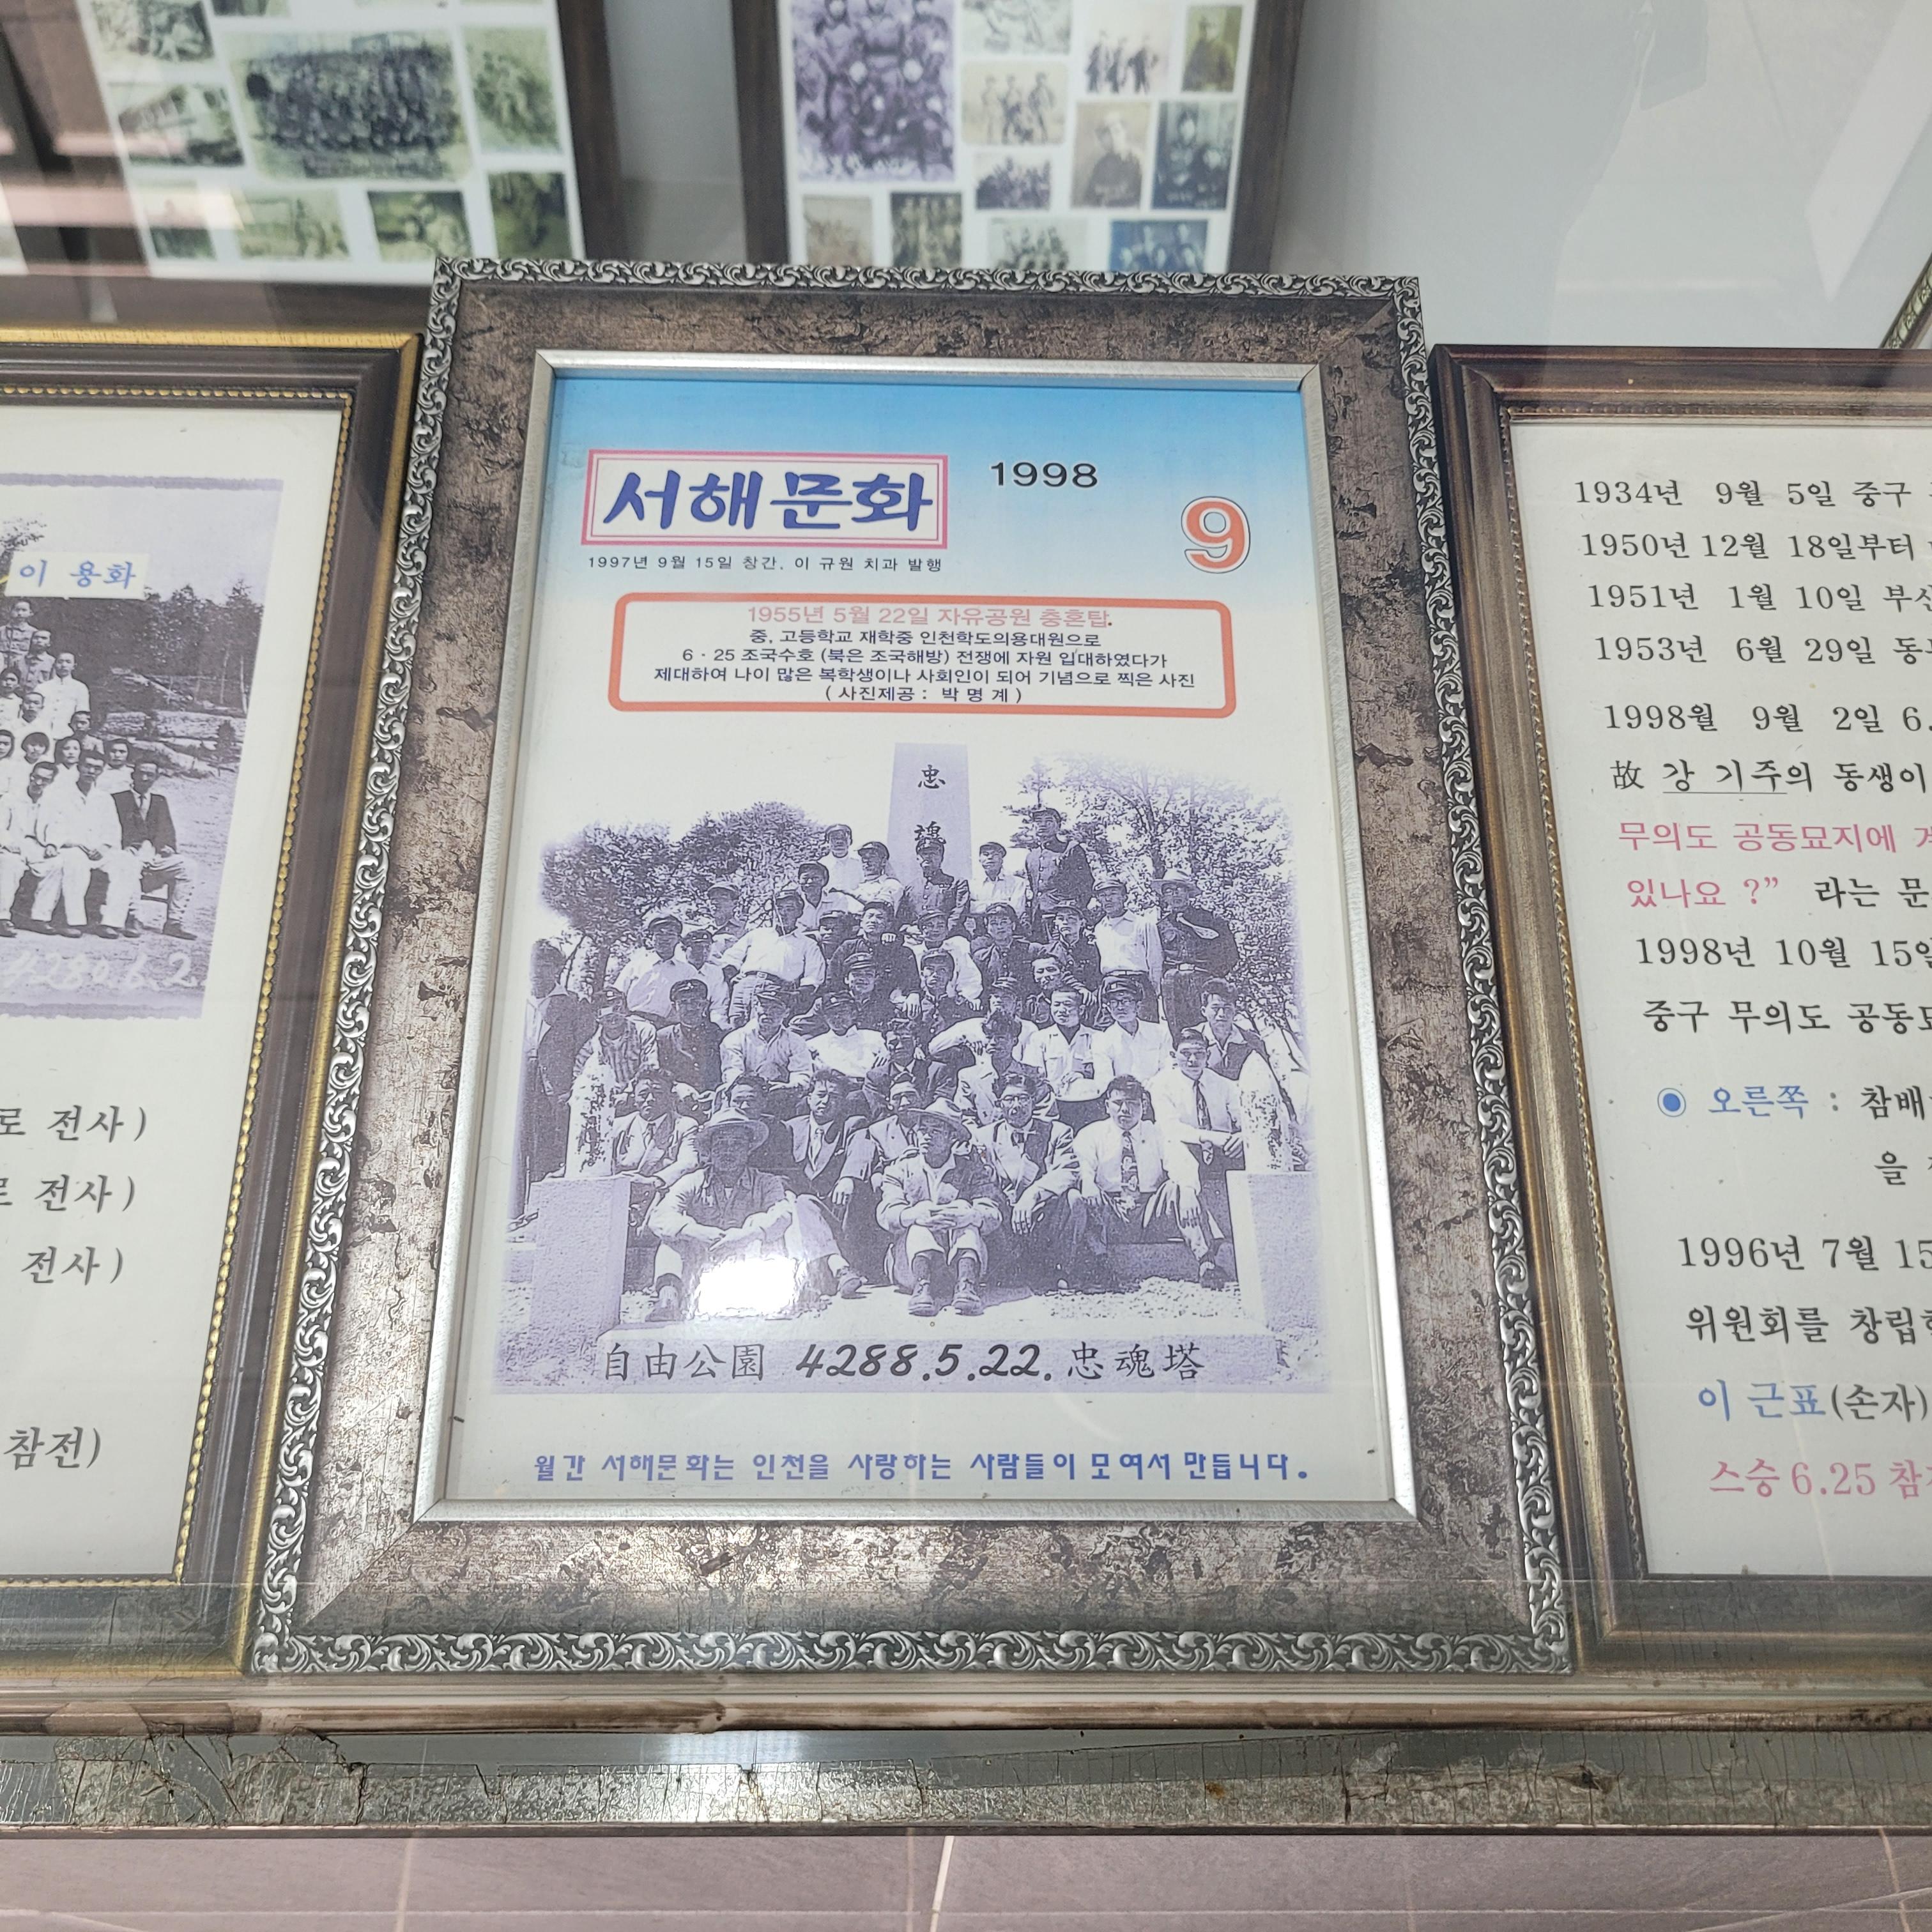 이 용화
4280.6.2
로 전사)
로 전사)
전사)
참전)
서해문화
1998
9
1997년 9월 15일 창간, 이 규원 치과 발행
1955년 5월 22일 자유공원 충혼탑.
중, 고등학교 재학중 인천학도의용대원으로
6 · 25 조국수호 (북은 조국해방) 전쟁에 자원 입대하였다가
제대하여 나이 많은 복학생이나 사회인이 되어 기념으로 찍은 사진
( 사진제공 : 박 명 계 )
忠
魂
自由公園 4288.5.22. 忠魂塔
월간 서해문화는 인천을 사랑하는 사람들이 모여서 만듭니다.
1934년 9월 5일 중구
1950년 12월 18일부터
1951년 1월 10일
1953년 6월 29일
1998월 9월 2일 6.
故 강 기주의 동생이
무의도 공동묘지에
있나요 ?” 라는 문
1998년 10월 15일
중구 무의도 공동묘
◉ 오른쪽 : 참배
을
1996년 7월 15
위원회를 창립
이 근표(손자)
스승 6.25 참